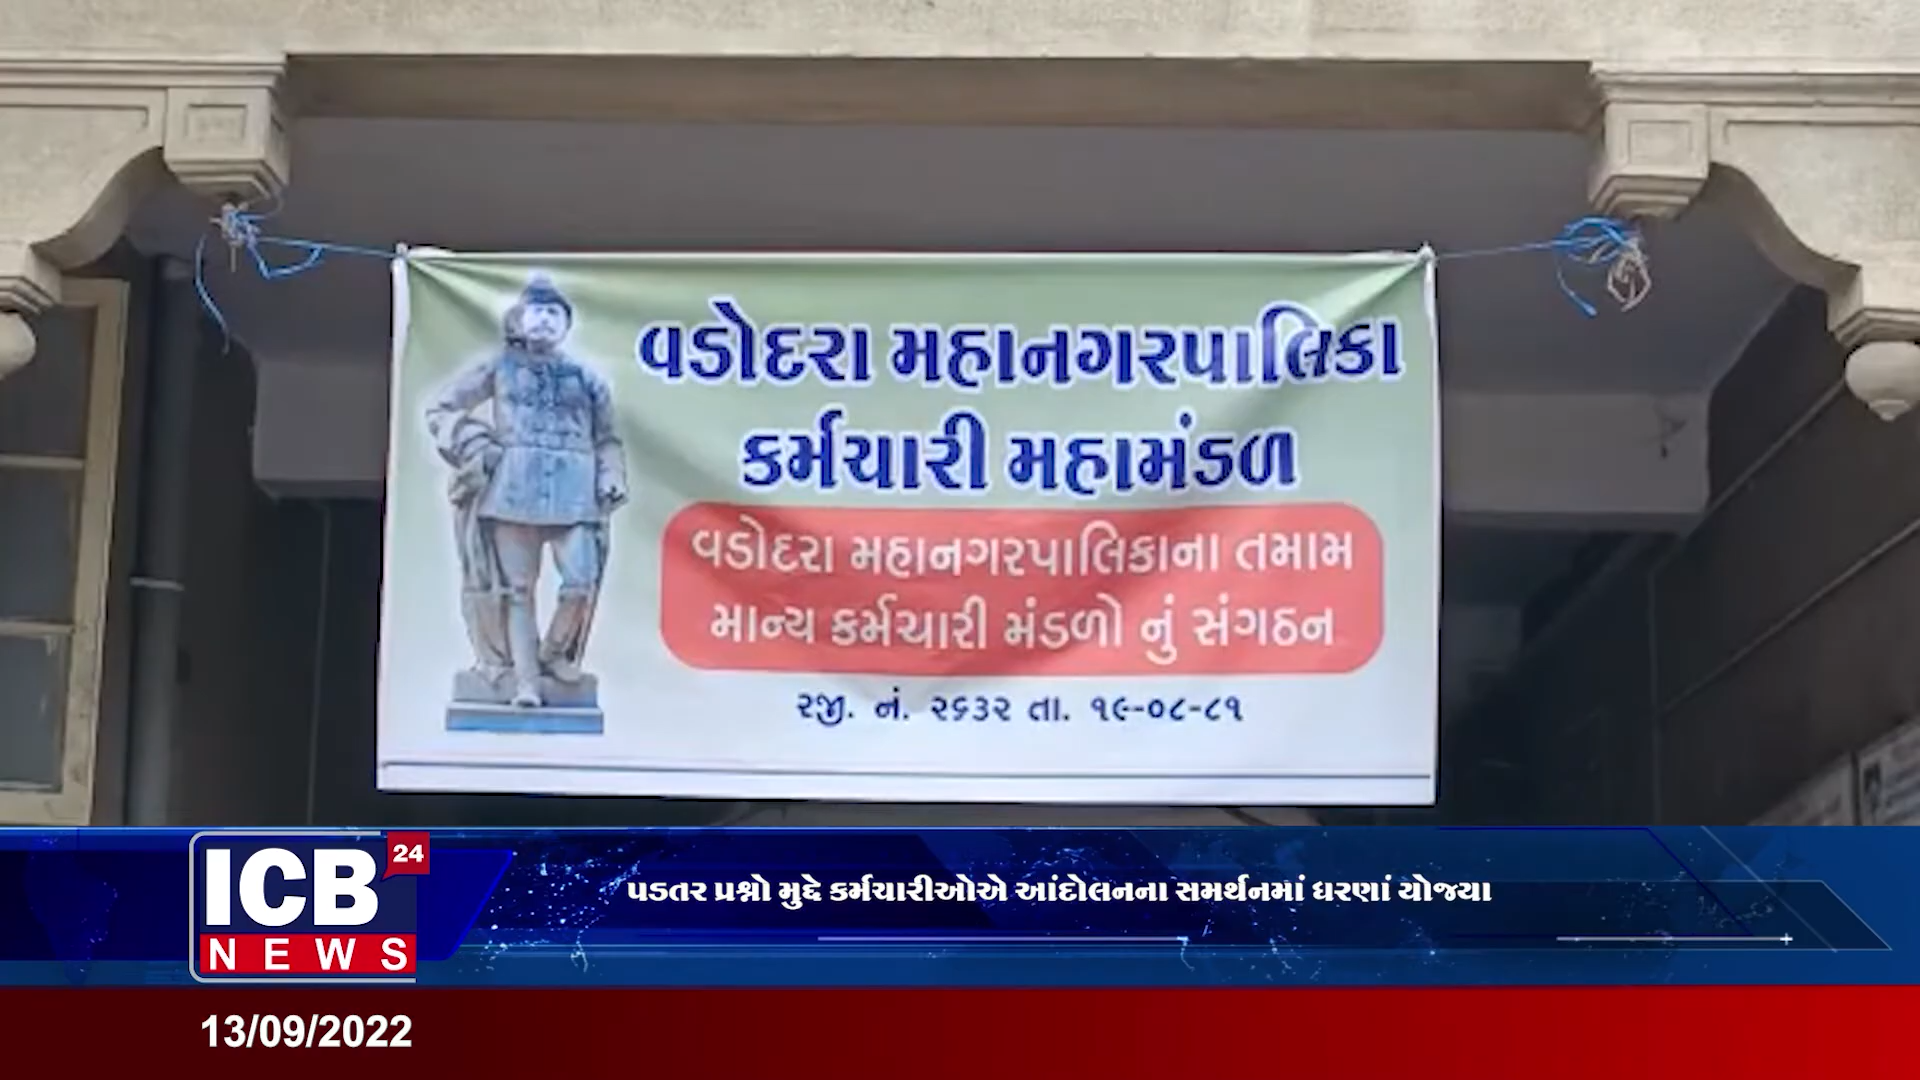 વડોદરા મહાનગરપાલિકા
કર્મચારી મહામંડળ
વડોદરા મહાનગરપાલિકાના તમામ
માન્ય કર્મચારી મંડળો નું સંગઠન
રજી. નં. ૨૬૩૨ તા. ૧૯-૦૮-૮૧
ICB 24
NEWS
પડતર પ્રશ્નો મુદ્દે કર્મચારીઓએ આંદોલનના સમર્થનમાં ધરણાં યોજ્યા
13/09/2022